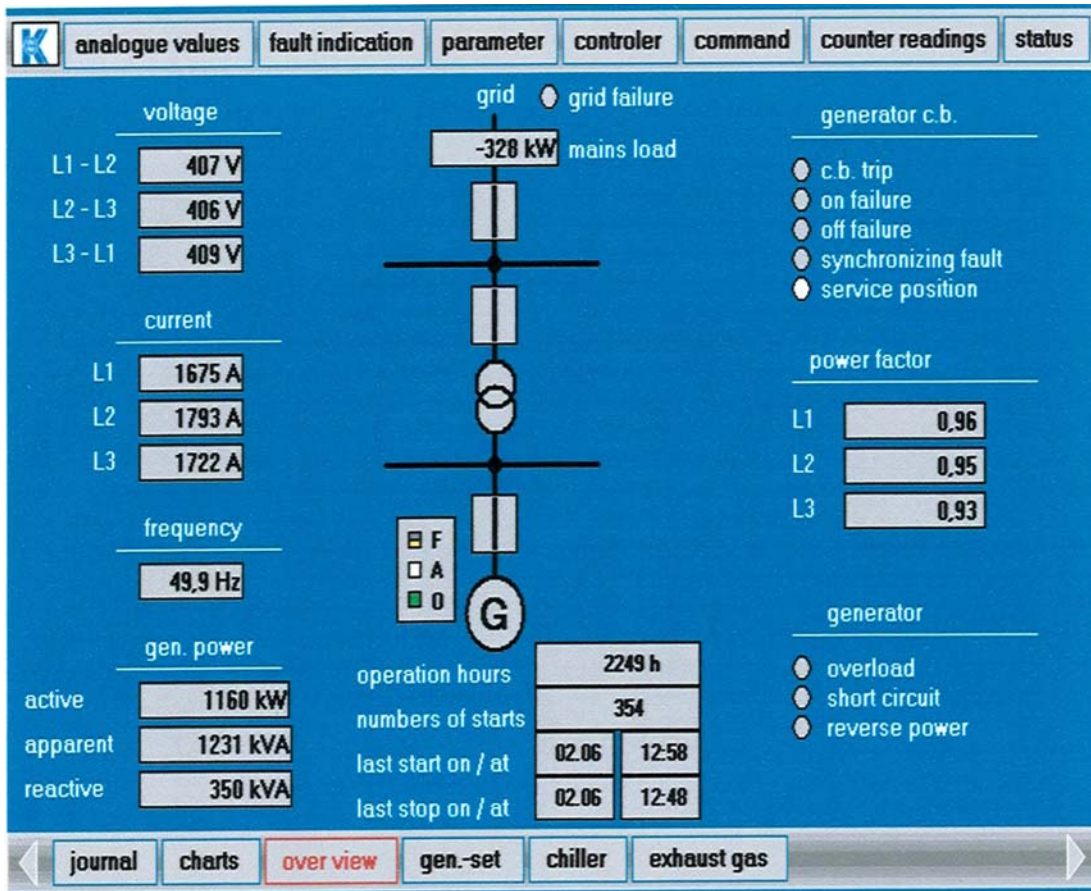 K analogue values fault indication parameter controler command counter readings status
voltage
L1 - L2 407 V
L2 - L3 406 V
L3 - L1 409 V
current
L1 1675 A
L2 1793 A
L3 1722 A
frequency
49,9 Hz
gen. power
active 1160 kW
apparent 1231 kVA
reactive 350 kVA
grid grid failure
-328 kW mains load
F
A
O
G
operation hours 2249 h
numbers of starts 354
last start on / at 02.06 12:58
last stop on / at 02.06 12:48
generator c.b.
c.b. trip
on failure
off failure
synchronizing fault
service position
power factor
L1 0,96
L2 0,95
L3 0,93
generator
overload
short circuit
reverse power
journal charts over view gen.-set chiller exhaust gas